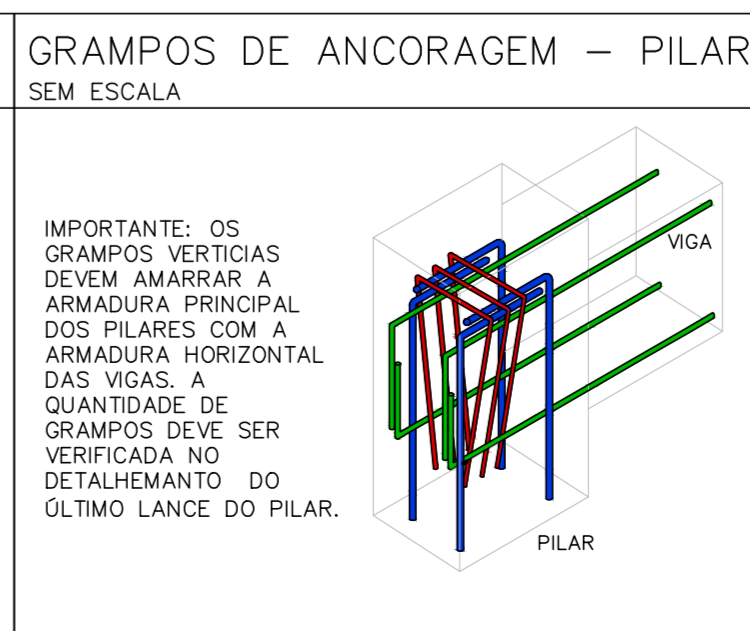 GRAMPOS DE ANCORAGEM – PILAR
SEM ESCALA
IMPORTANTE: OS
GRAMPOS VERTICIAS
DEVEM AMARRAR A
ARMADURA PRINCIPAL
DOS PILARES COM A
ARMADURA HORIZONTAL
DAS VIGAS. A
QUANTIDADE DE
GRAMPOS DEVE SER
VERIFICADA NO
DETALHEMANTO DO
ÚLTIMO LANCE DO PILAR.
VIGA
PILAR